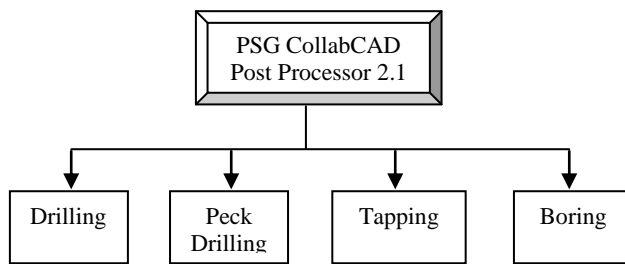 PSG CollabCAD
Post Processor 2.1
Drilling
Peck
Drilling
Tapping
Boring